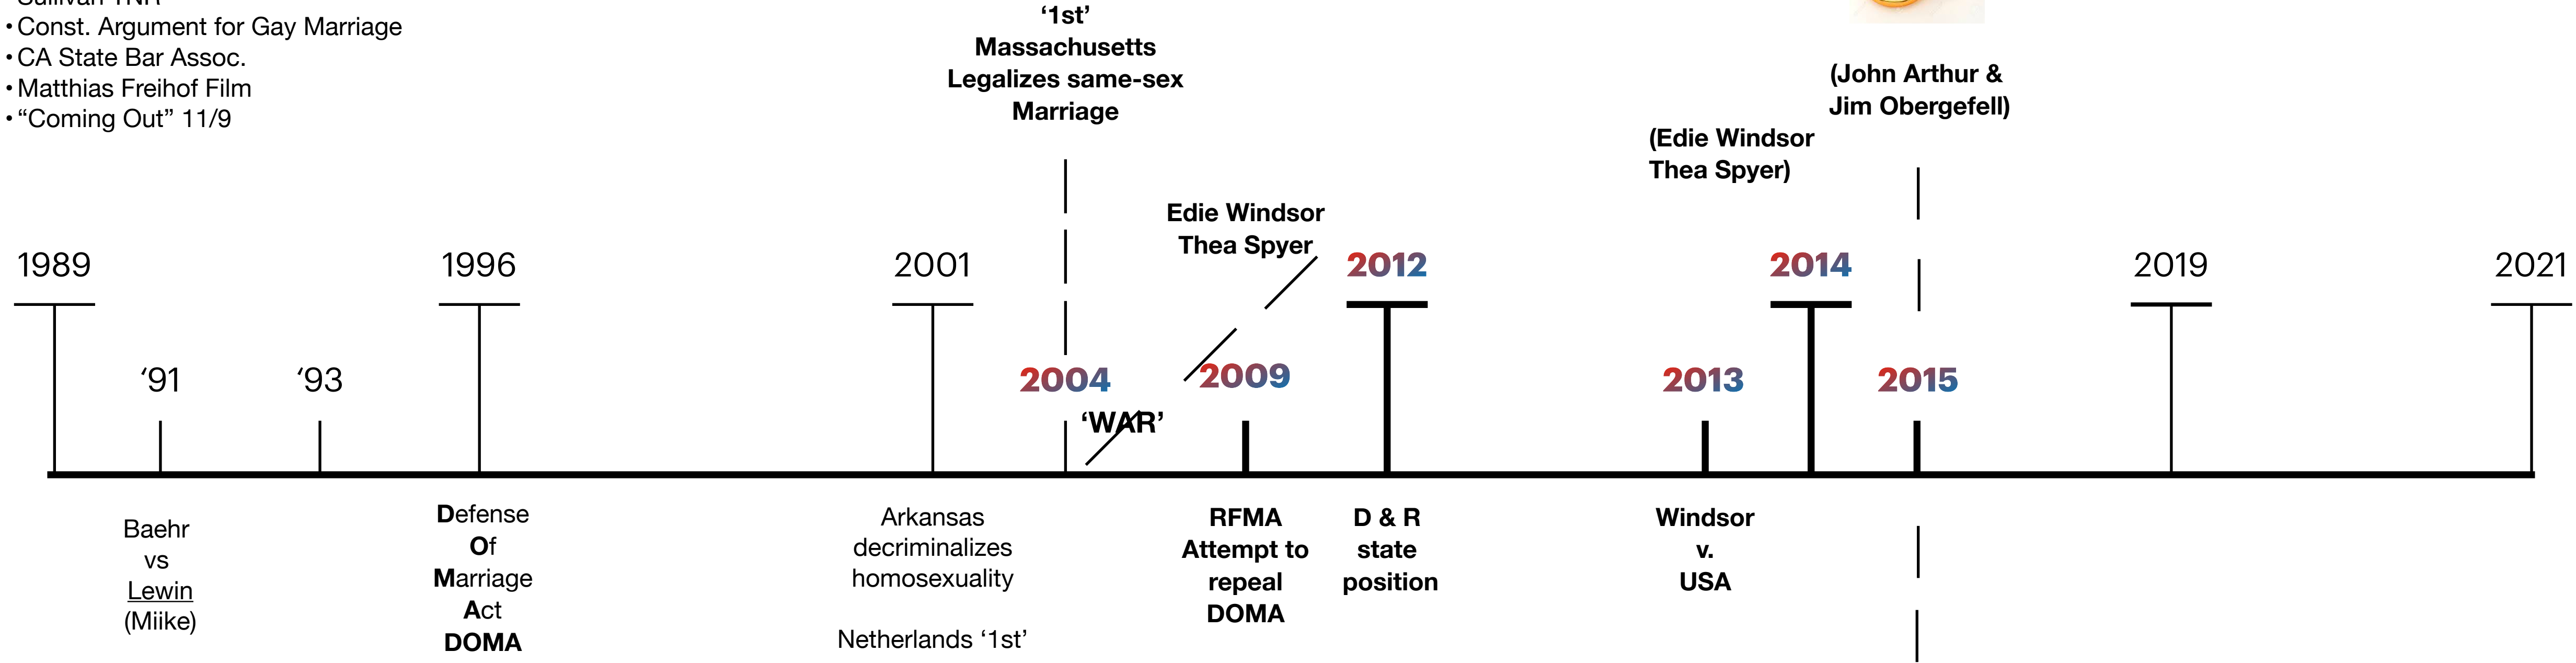 Sullivan TNR
• Const. Argument for Gay Marriage
• CA State Bar Assoc.
• Matthias Freihof Film
• “Coming Out” 11/9
‘1st’
Massachusetts
Legalizes same-sex
Marriage
(John Arthur &
Jim Obergefell)
(Edie Windsor
Thea Spyer)
Edie Windsor
Thea Spyer
1989
1996
2001
2012
2014
2019
2021
‘91
‘93
2004
2009
2013
2015
‘WAR’
Baehr
vs
Lewin
(Miike)
Defense
Of
Marriage
Act
DOMA
Arkansas
decriminalizes
homosexuality
Netherlands ‘1st’
RFMA
Attempt to
repeal
DOMA
D & R
state
position
Windsor
v.
USA